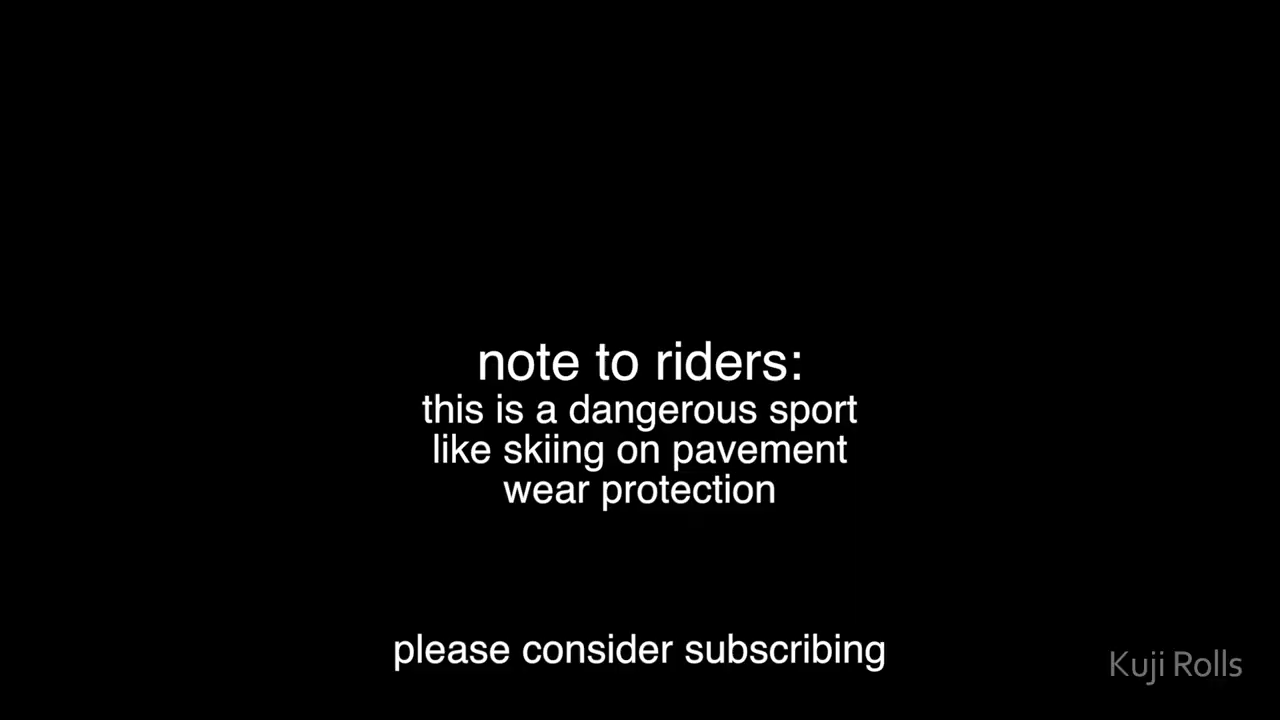 note to riders:
this is a dangerous sport
like skiing on pavement
wear protection
please consider subscribing
Kuji Rolls